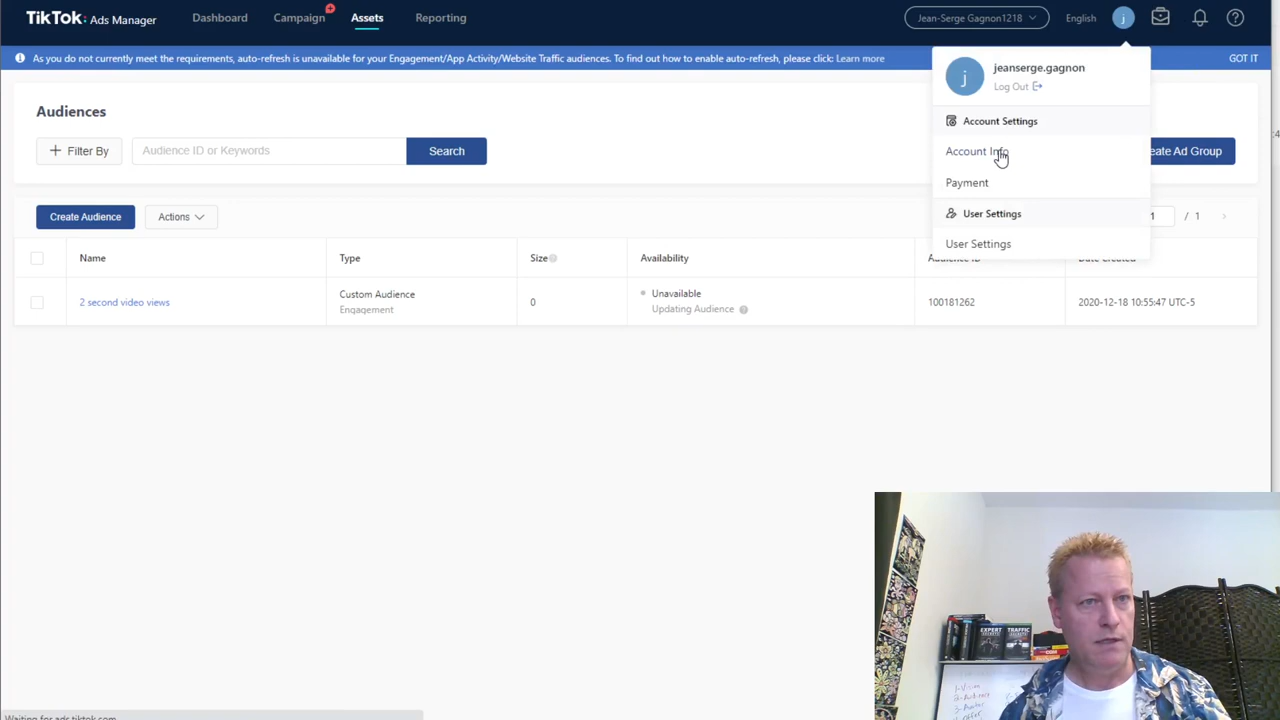 TikTok: Ads Manager
Dashboard
Campaign
Assets
Reporting
Jean-Serge Gagnon1218
English
j
As you do not currently meet the requirements, auto-refresh is unavailable for your Engagement/App Activity/Website Traffic audiences. To find out how to enable auto-refresh, please click: Learn more
GOT IT
j
jeanserge.gagnon
Log Out
Account Settings
Account Info
Payment
User Settings
User Settings
Audiences
Filter By
Audience ID or Keywords
Search
eate Ad Group
Create Audience
Actions
1 / 1
Name
Type
Size
Availability
Audience ID
Date Created
2 second video views
Custom Audience
Engagement
0
Unavailable
Updating Audience
100181262
2020-12-18 10:55:47 UTC-5
EXPERT
SECRETS
TRAFFIC
SECRETS
Waiting for ads.tiktok.com